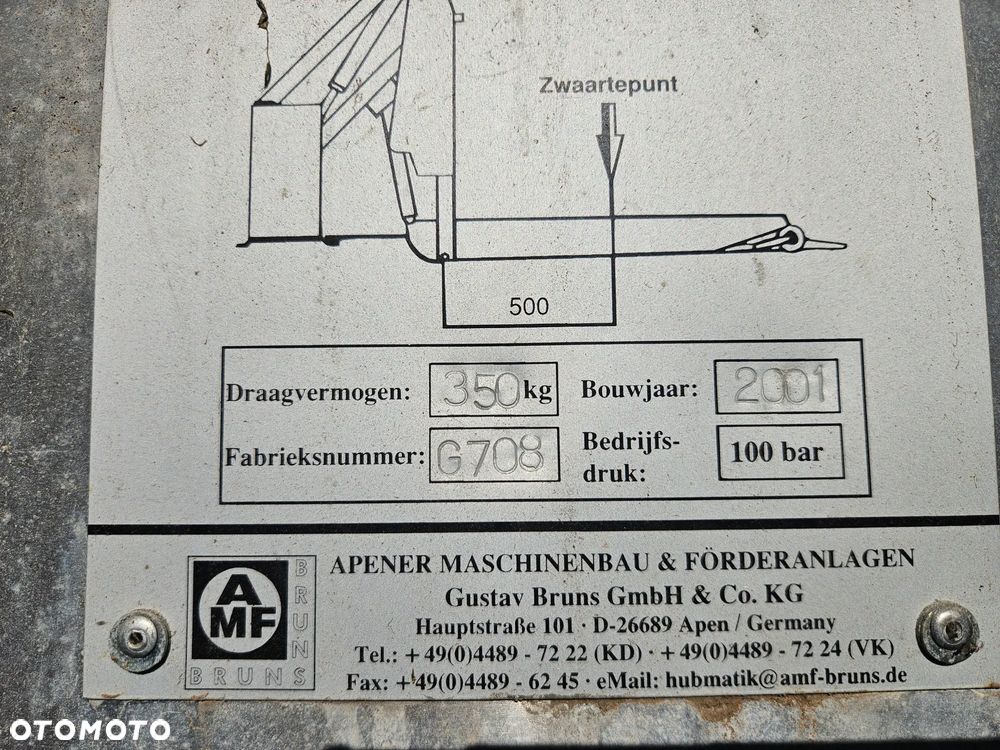 Zwaartepunt
500
Draagvermogen: 350 kg Bouwjaar: 2001
Fabrieksnummer: G708 Bedrijfs-
druk: 100 bar
APENER MASCHINENBAU & FÖRDERANLAGEN
Gustav Bruns GmbH & Co. KG
Hauptstraße 101 · D-26689 Apen / Germany
Tel.: +49(0)4489 - 72 22 (KD) · +49(0)4489 - 72 24 (VK)
Fax: +49(0)4489 - 62 45 · eMail: hubmatik@amf-bruns.de
AMF
BRUNS
BRUNS
OTOMOTO